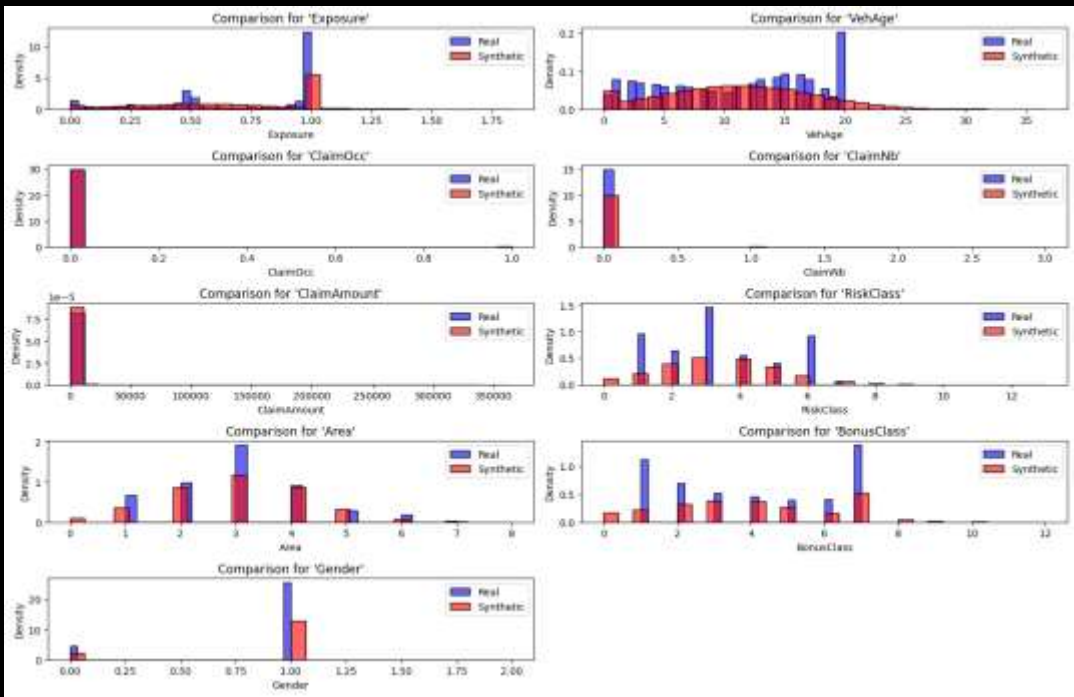 Comparison for 'Exposure'
Density
10
5
0
Real
Synthetic
0.00 0.25 0.50 0.75 1.00 1.25 1.50 1.75
Exposure
Comparison for 'VehAge'
Density
0.2
0.1
0.0
Real
Synthetic
0 5 10 15 20 25 30 35
VehAge
Comparison for 'ClaimOcc'
Density
30
20
10
0
Real
Synthetic
0.0 0.2 0.4 0.6 0.8 1.0
ClaimOcc
Comparison for 'ClaimNb'
Density
15
10
5
0
Real
Synthetic
0.0 0.5 1.0 1.5 2.0 2.5 3.0
ClaimNb
Comparison for 'ClaimAmount'
1e-5
Density
7.5
5.0
2.5
0.0
Real
Synthetic
0 50000 100000 150000 200000 250000 300000 350000
ClaimAmount
Comparison for 'RiskClass'
Density
1.5
1.0
0.5
0.0
Real
Synthetic
0 2 4 6 8 10 12
RiskClass
Comparison for 'Area'
Density
2
1
0
Real
Synthetic
0 1 2 3 4 5 6 7 8
Area
Comparison for 'BonusClass'
Density
1.0
0.5
0.0
Real
Synthetic
0 2 4 6 8 10 12
BonusClass
Comparison for 'Gender'
Density
20
10
0
Real
Synthetic
0.00 0.25 0.50 0.75 1.00 1.25 1.50 1.75 2.00
Gender